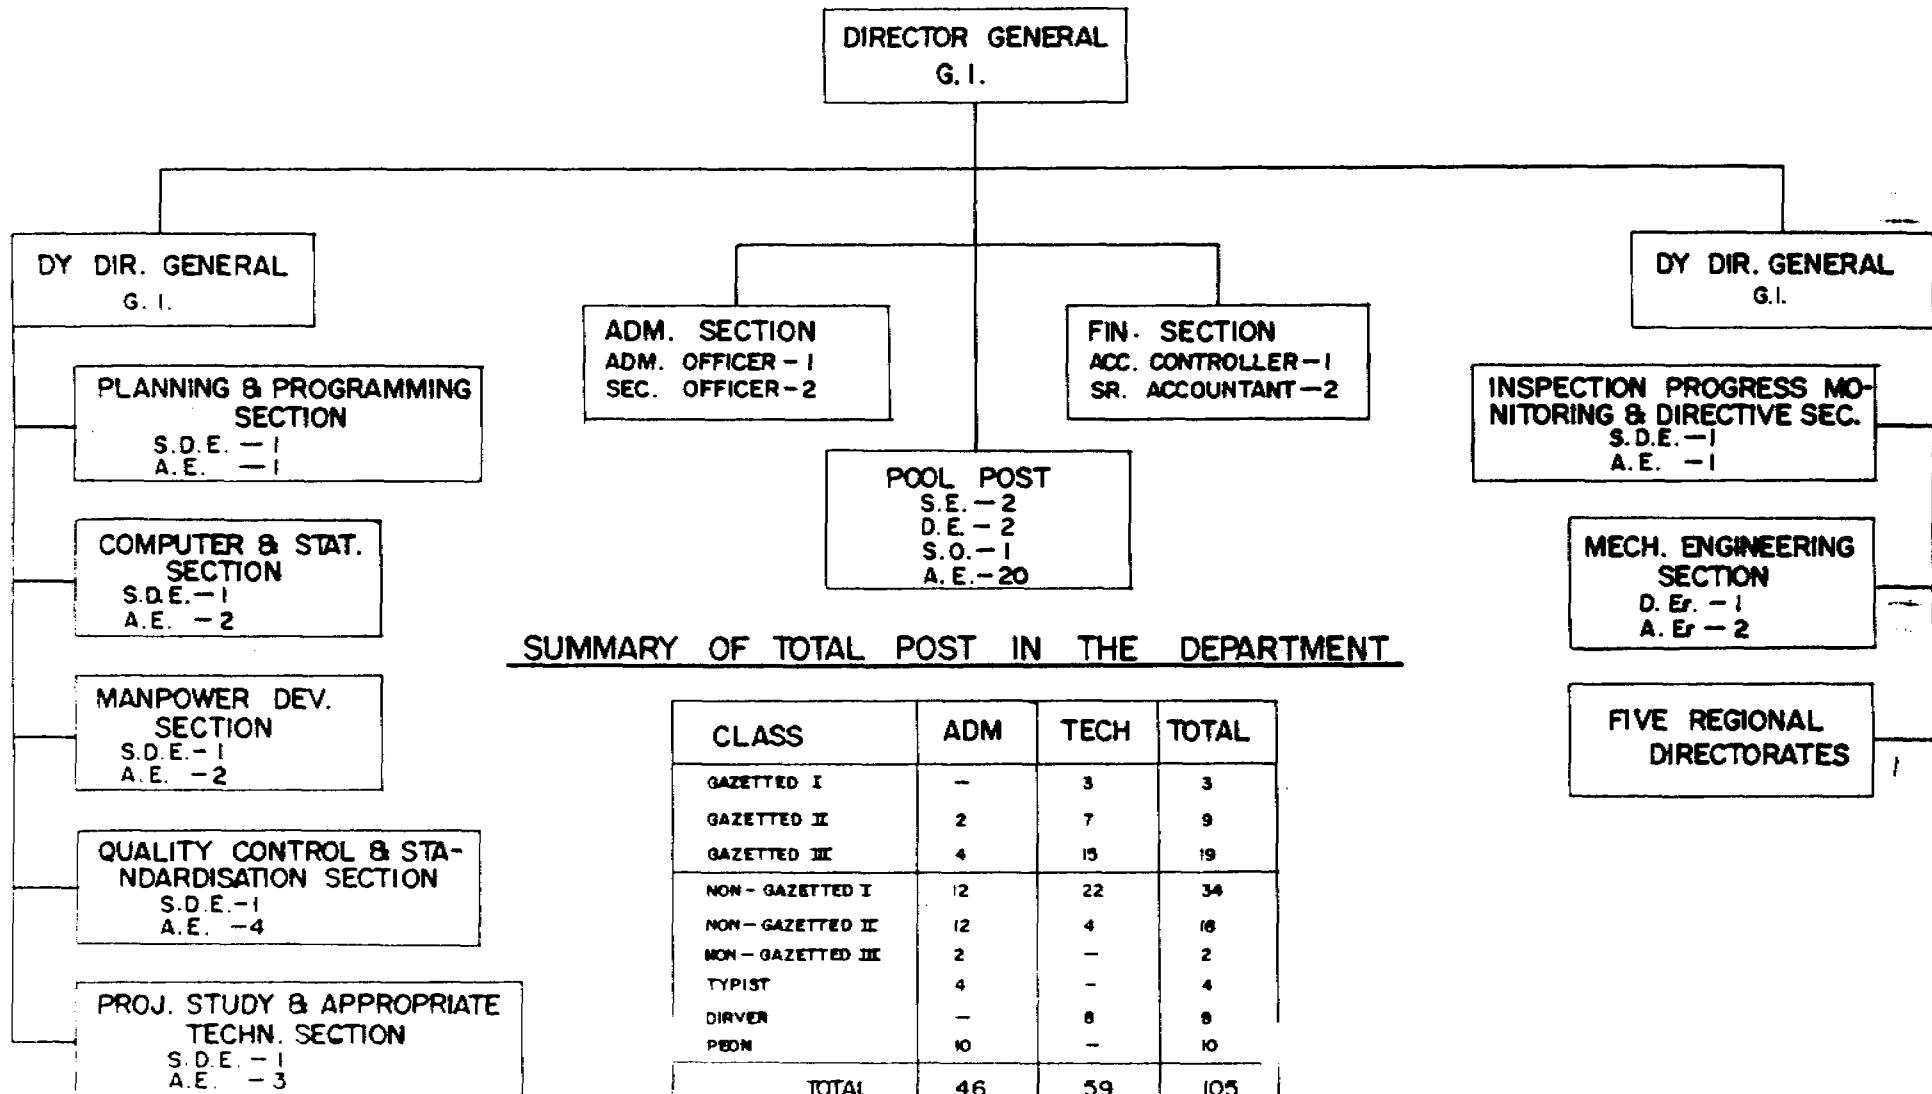 DIRECTOR GENERAL
G. I.
DY DIR. GENERAL
G. I.
PLANNING & PROGRAMMING
SECTION
S.D.E. — 1
A.E. — 1
COMPUTER & STAT.
SECTION
S.D.E. — 1
A.E. — 2
MANPOWER DEV.
SECTION
S.D.E. - 1
A.E. - 2
QUALITY CONTROL & STA-
NDARDISATION SECTION
S.D.E. - 1
A.E. - 4
PROJ. STUDY & APPROPRIATE
TECHN. SECTION
S.D.E. - 1
A.E. - 3
ADM. SECTION
ADM. OFFICER - 1
SEC. OFFICER - 2
FIN. SECTION
ACC. CONTROLLER - 1
SR. ACCOUNTANT — 2
POOL POST
S.E. — 2
D.E. — 2
S.O. — 1
A.E. — 20
DY DIR. GENERAL
G.I.
INSPECTION PROGRESS MO-
NITORING & DIRECTIVE SEC.
S.D.E. — 1
A.E. — 1
MECH. ENGINEERING
SECTION
D. Er. — 1
A. Er — 2
FIVE REGIONAL
DIRECTORATES
SUMMARY OF TOTAL POST IN THE DEPARTMENT
CLASS ADM TECH TOTAL
GAZETTED I — 3 3
GAZETTED II 2 7 9
GAZETTED III 4 15 19
NON - GAZETTED I 12 22 34
NON — GAZETTED II 12 4 16
NON — GAZETTED III 2 — 2
TYPIST 4 — 4
DIRVER — 8 8
PEON 10 — 10
TOTAL 46 59 105